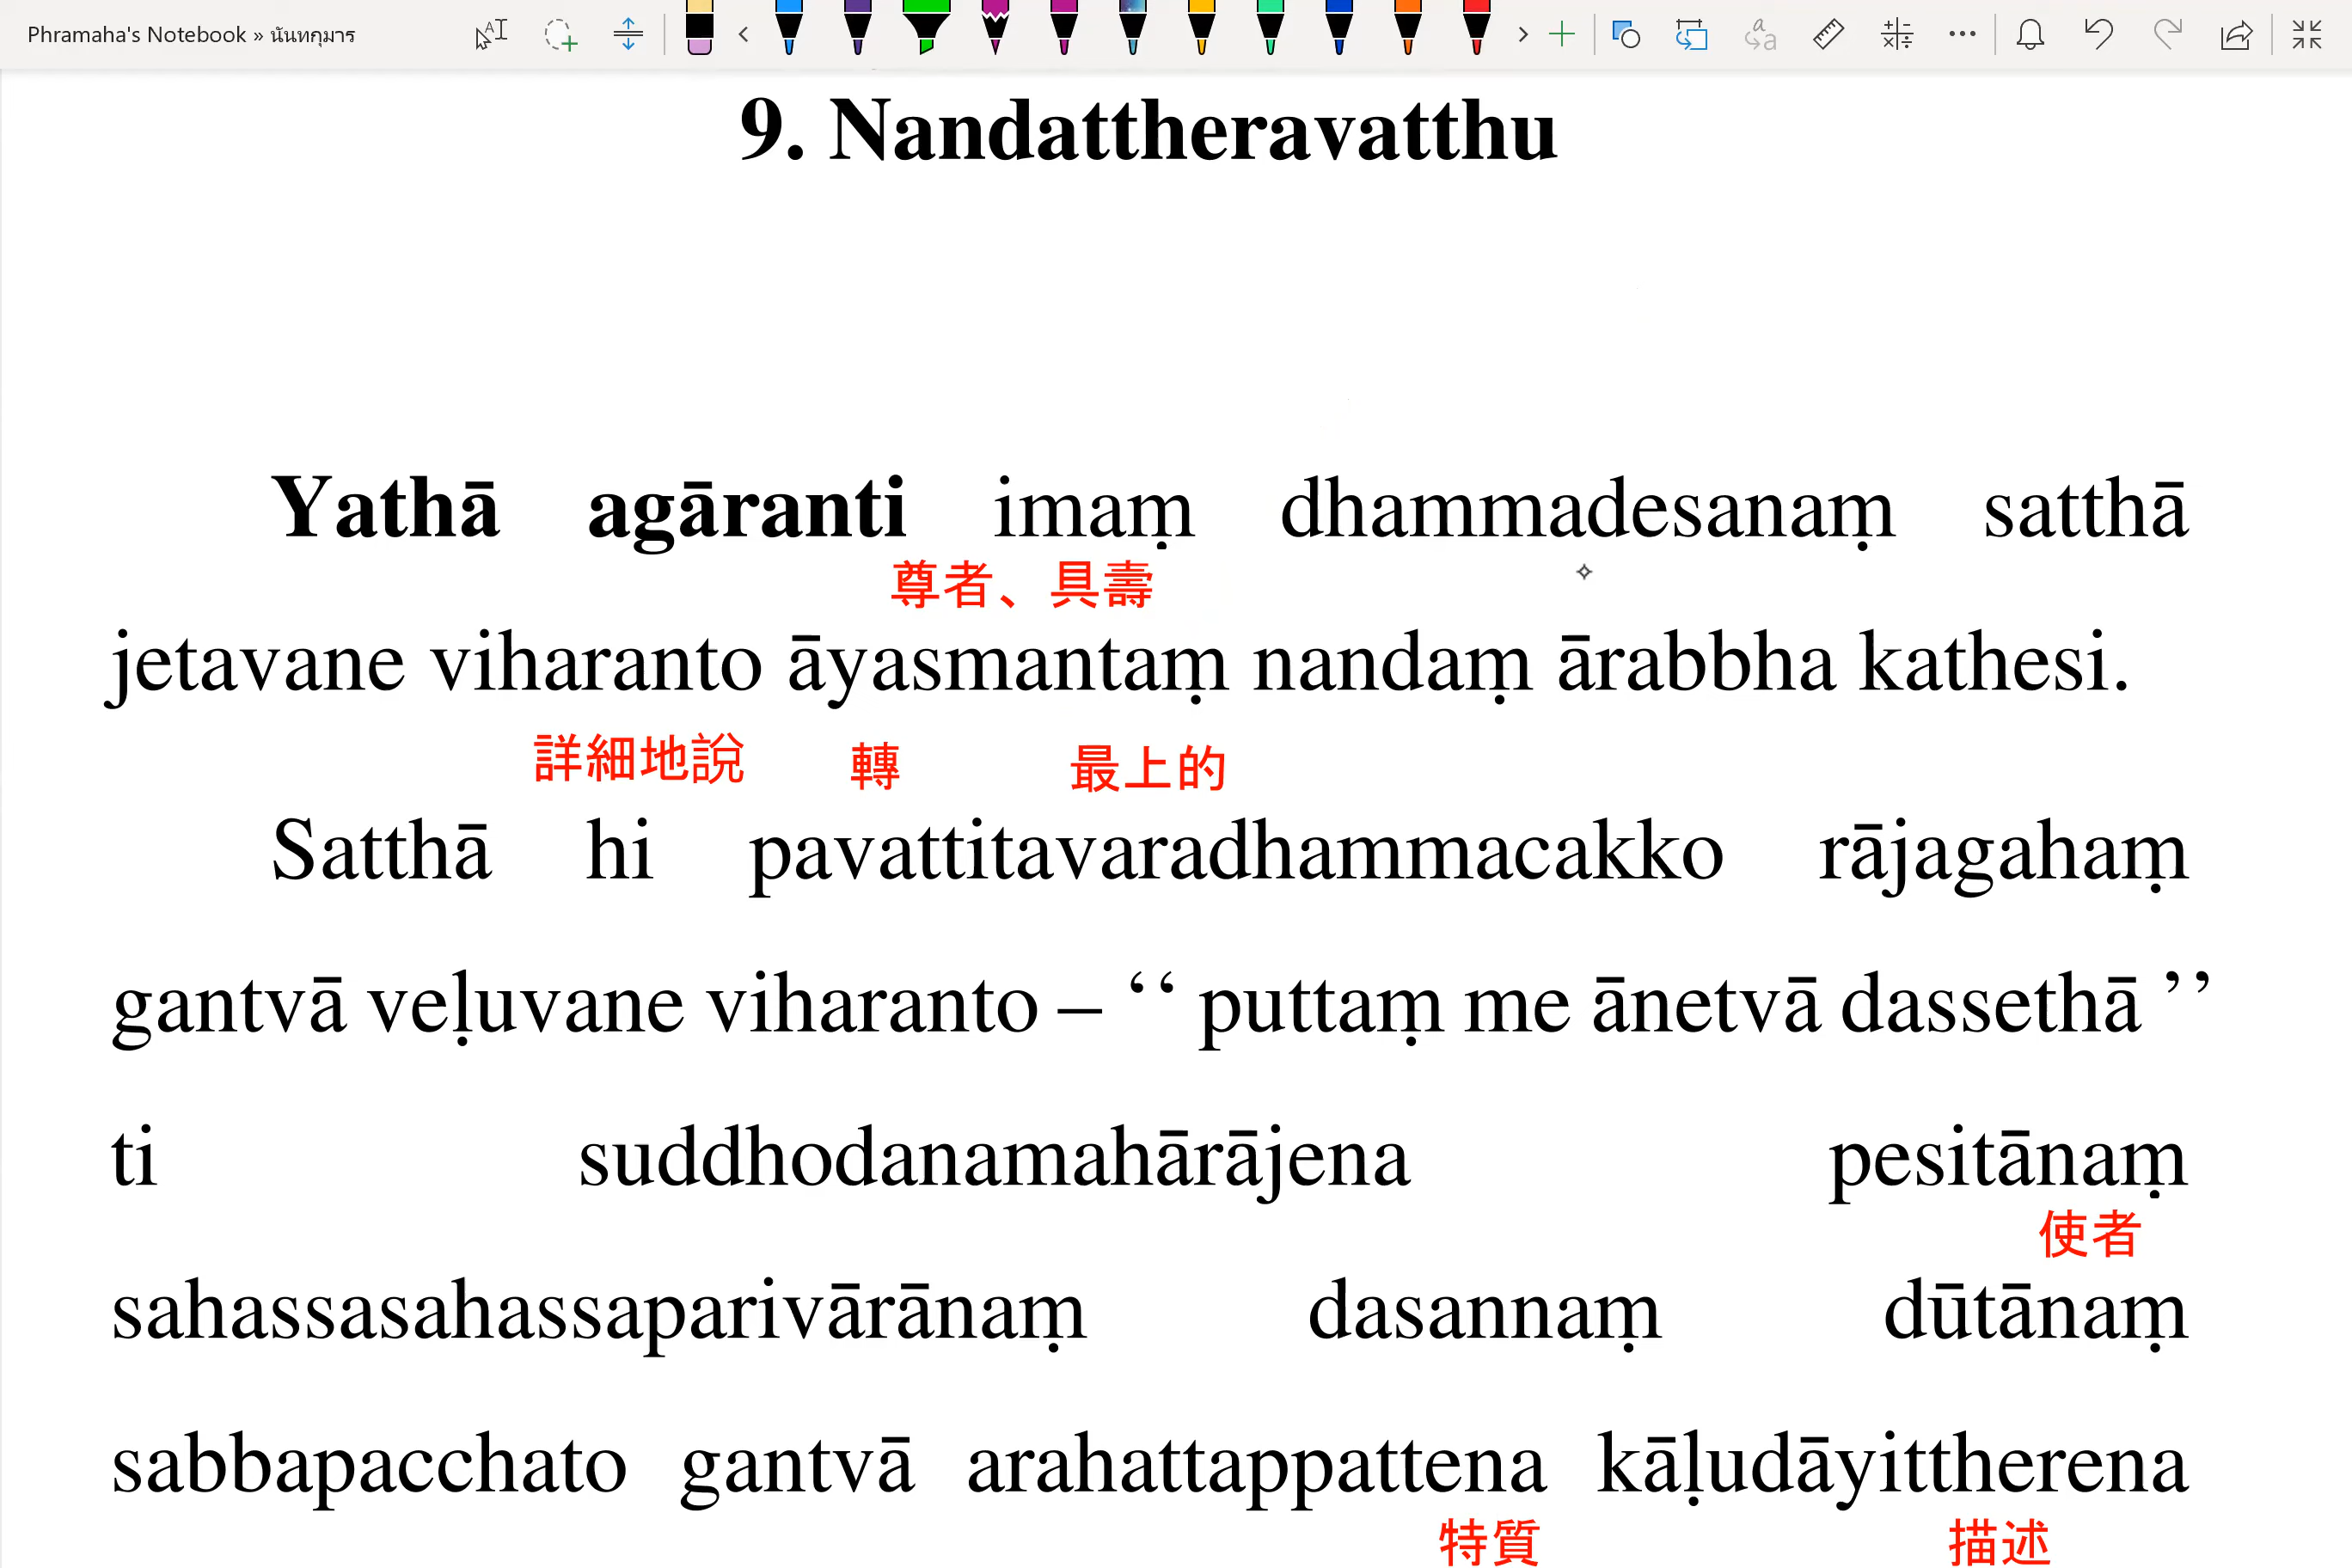 Phramaha's Notebook » นันทกุมาร
9. Nandattheravatthu
Yathā agāranti imaṃ dhammadesanaṃ satthā
尊者、具壽
jetavane viharanto āyasmantaṃ nandaṃ ārabbha kathesi.
詳細地說 轉 最上的
Satthā hi pavattitavaradhammacakko rājagahaṃ
gantvā veḷuvane viharanto – ‘‘ puttaṃ me ānetvā dassethā ’’
ti suddhodanamahārājena pesitānaṃ
使者
sahassasahassaparivārānaṃ dasannaṃ dūtānaṃ
sabbapacchato gantvā arahattappattena kāḷudāyittherena
特質 描述